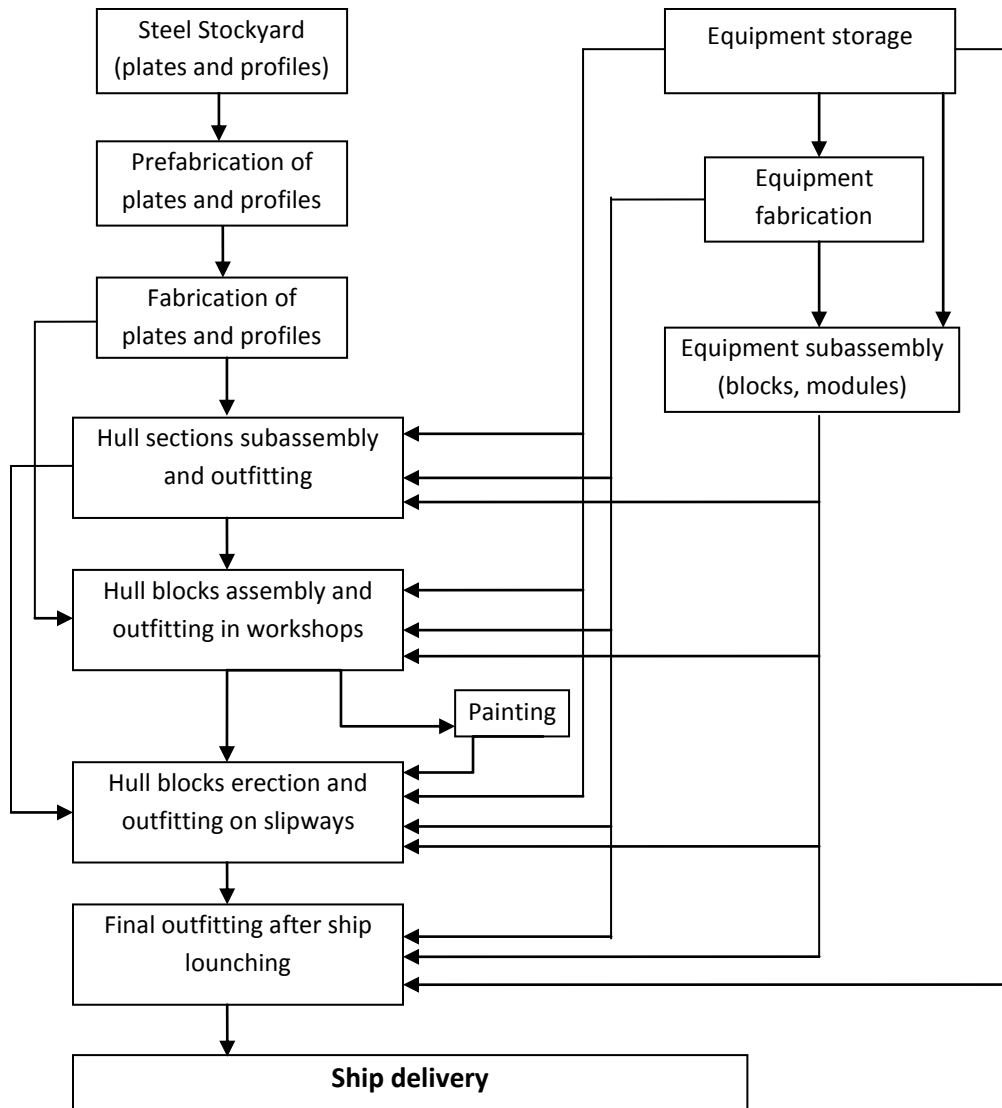 Steel Stockyard
(plates and profiles)
Equipment storage
Prefabrication of
plates and profiles
Equipment
fabrication
Fabrication of
plates and profiles
Equipment subassembly
(blocks, modules)
Hull sections subassembly
and outfitting
Hull blocks assembly and
outfitting in workshops
Painting
Hull blocks erection and
outfitting on slipways
Final outfitting after ship
lounching
Ship delivery